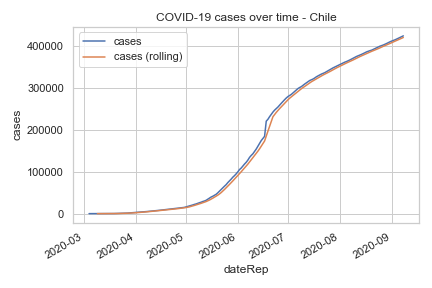 COVID-19 cases over time - Chile
cases
cases (rolling)
400000
300000
200000
100000
0
cases
2020-03
2020-04
2020-05
2020-06
2020-07
2020-08
2020-09
dateRep